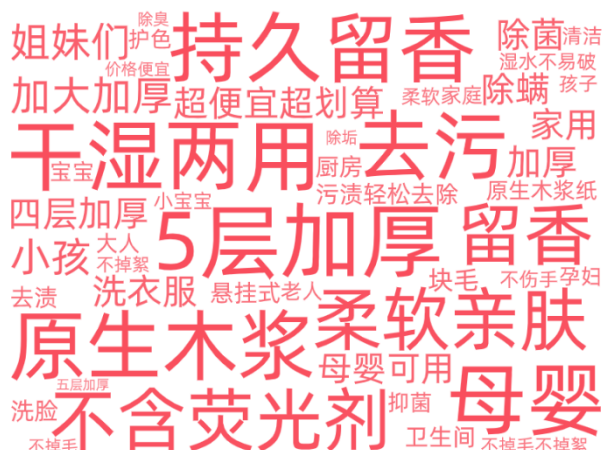 除臭
姐妹们
护色
持久留香
除菌
清洁
价格便宜
湿水不易破
加大加厚
超便宜超划算
柔软
家庭
除螨
孩子
干湿两用
宝宝
除垢
去污
家用
厨房
加厚
小宝宝
污渍轻松去除
原生木浆纸
四层加厚
5层加厚
留香
小孩
大人
不掉絮
块毛
不伤手
孕妇
去渍
洗衣服
悬挂式
老人
原生木浆
柔软亲肤
母婴可用
五层加厚
母婴
洗脸
不含荧光剂
抑菌
卫生间
不掉毛
不掉毛不掉絮